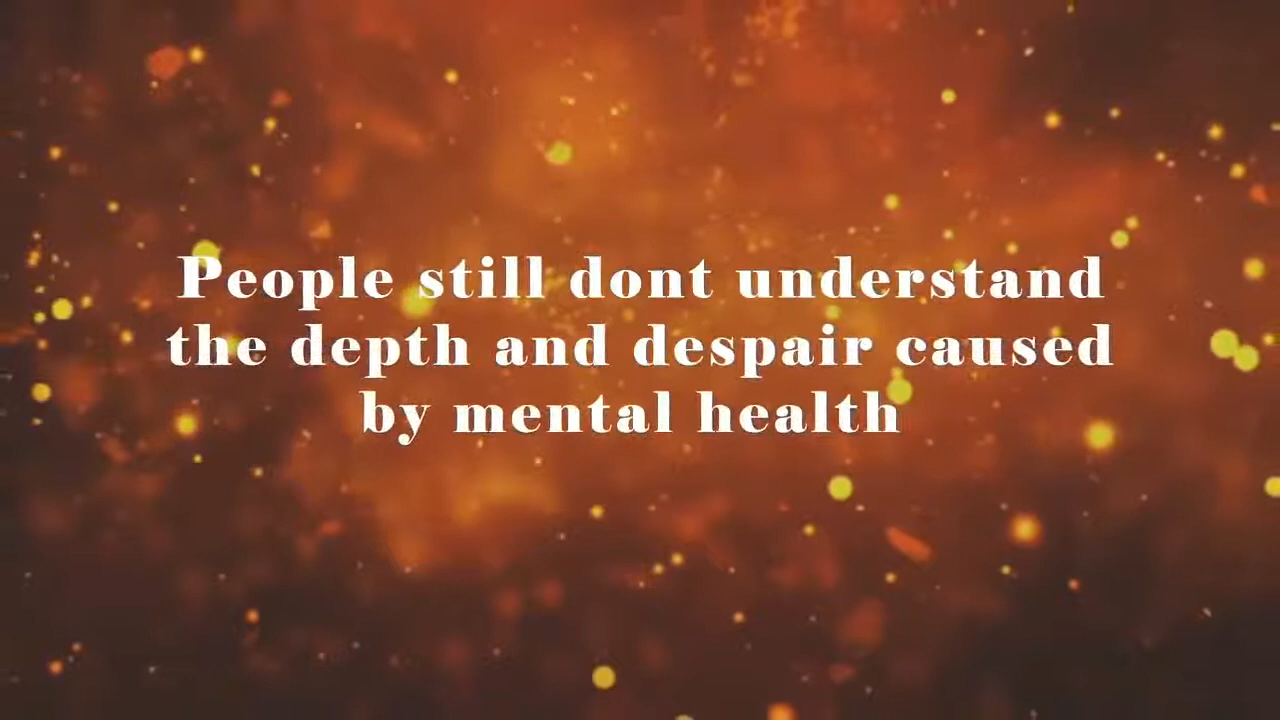 People still dont understand
the depth and despair caused
by mental health